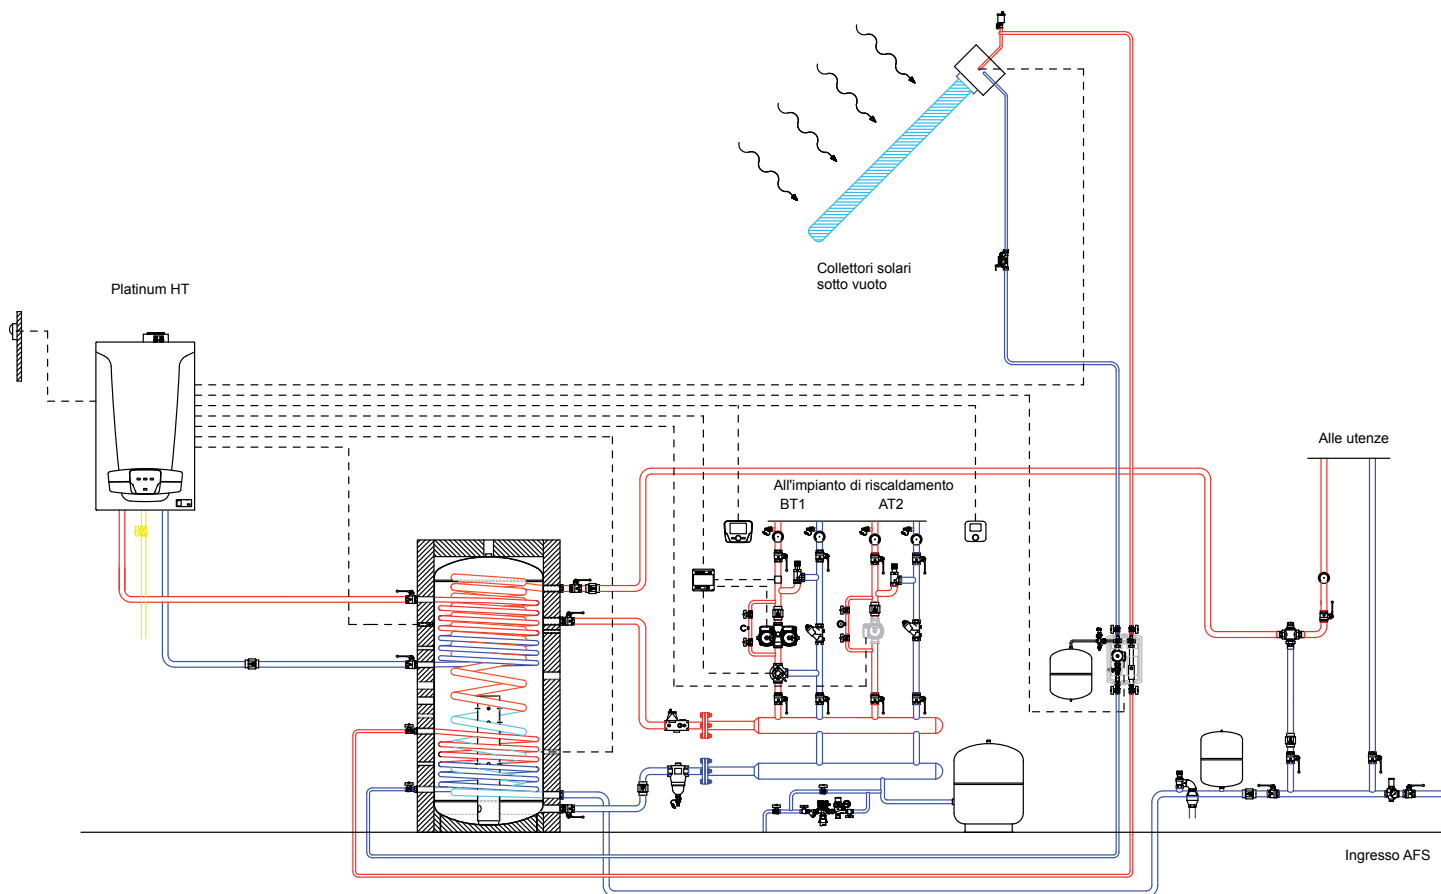 Collettori solari
sotto vuoto
Platinum HT
Alle utenze
All'impianto di riscaldamento
BT1
AT2
Ingresso AFS